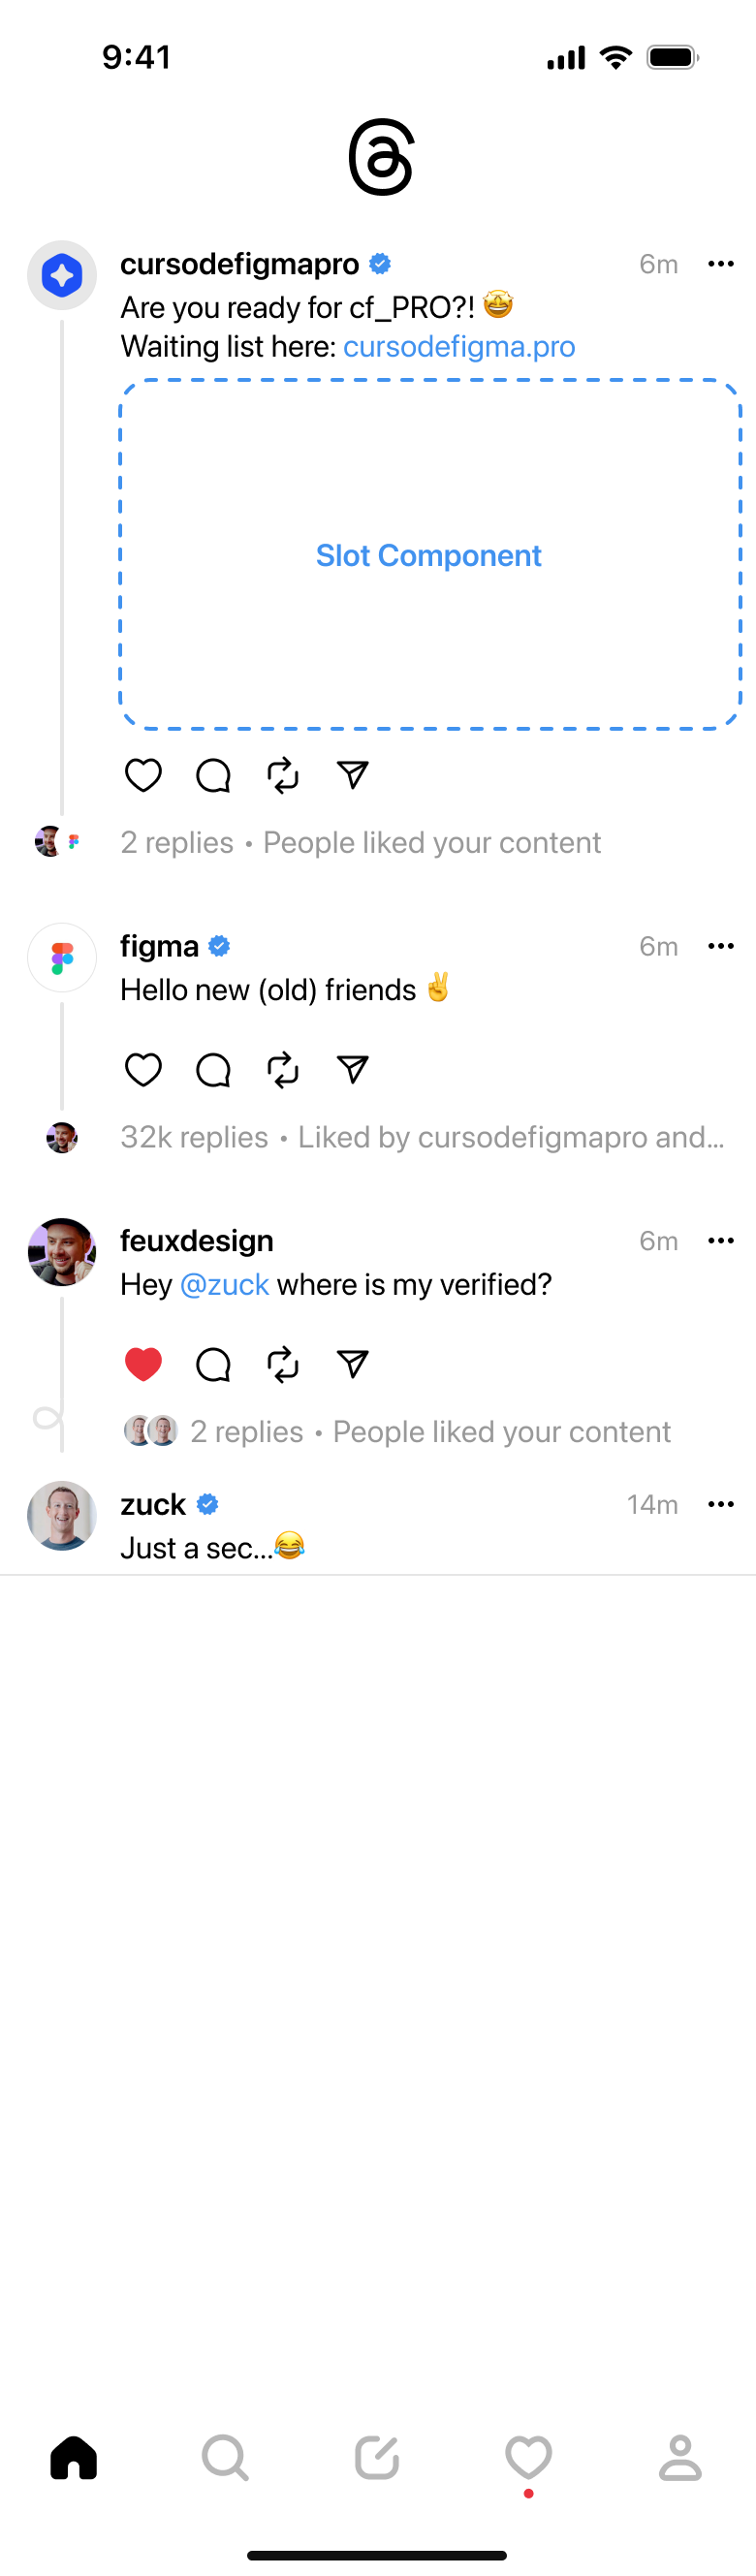 9:41
cursodefigmapro 6m
Are you ready for cf_PRO?! 🤩
Waiting list here: cursodefigma.pro
Slot Component
2 replies • People liked your content
figma 6m
Hello new (old) friends ✌️
32k replies • Liked by cursodefigmapro and...
feuxdesign 6m
Hey @zuck where is my verified?
2 replies • People liked your content
zuck 14m
Just a sec...😂